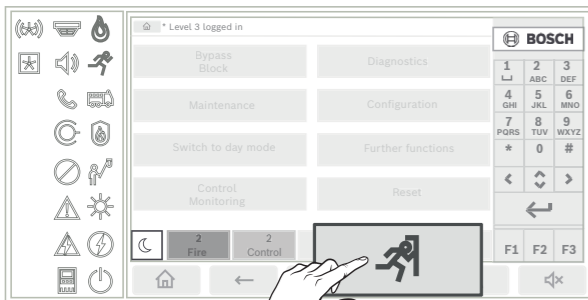 * Level 3 logged in
BOSCH
Bypass
Block
Diagnostics
Maintenance
Configuration
Switch to day mode
Further functions
Control
Monitoring
Reset
2
Fire
2
Control
1
2
ABC
3
DEF
4
GHI
5
JKL
6
MNO
7
PQRS
8
TUV
9
WXYZ
* 0 #
F1 F2 F3